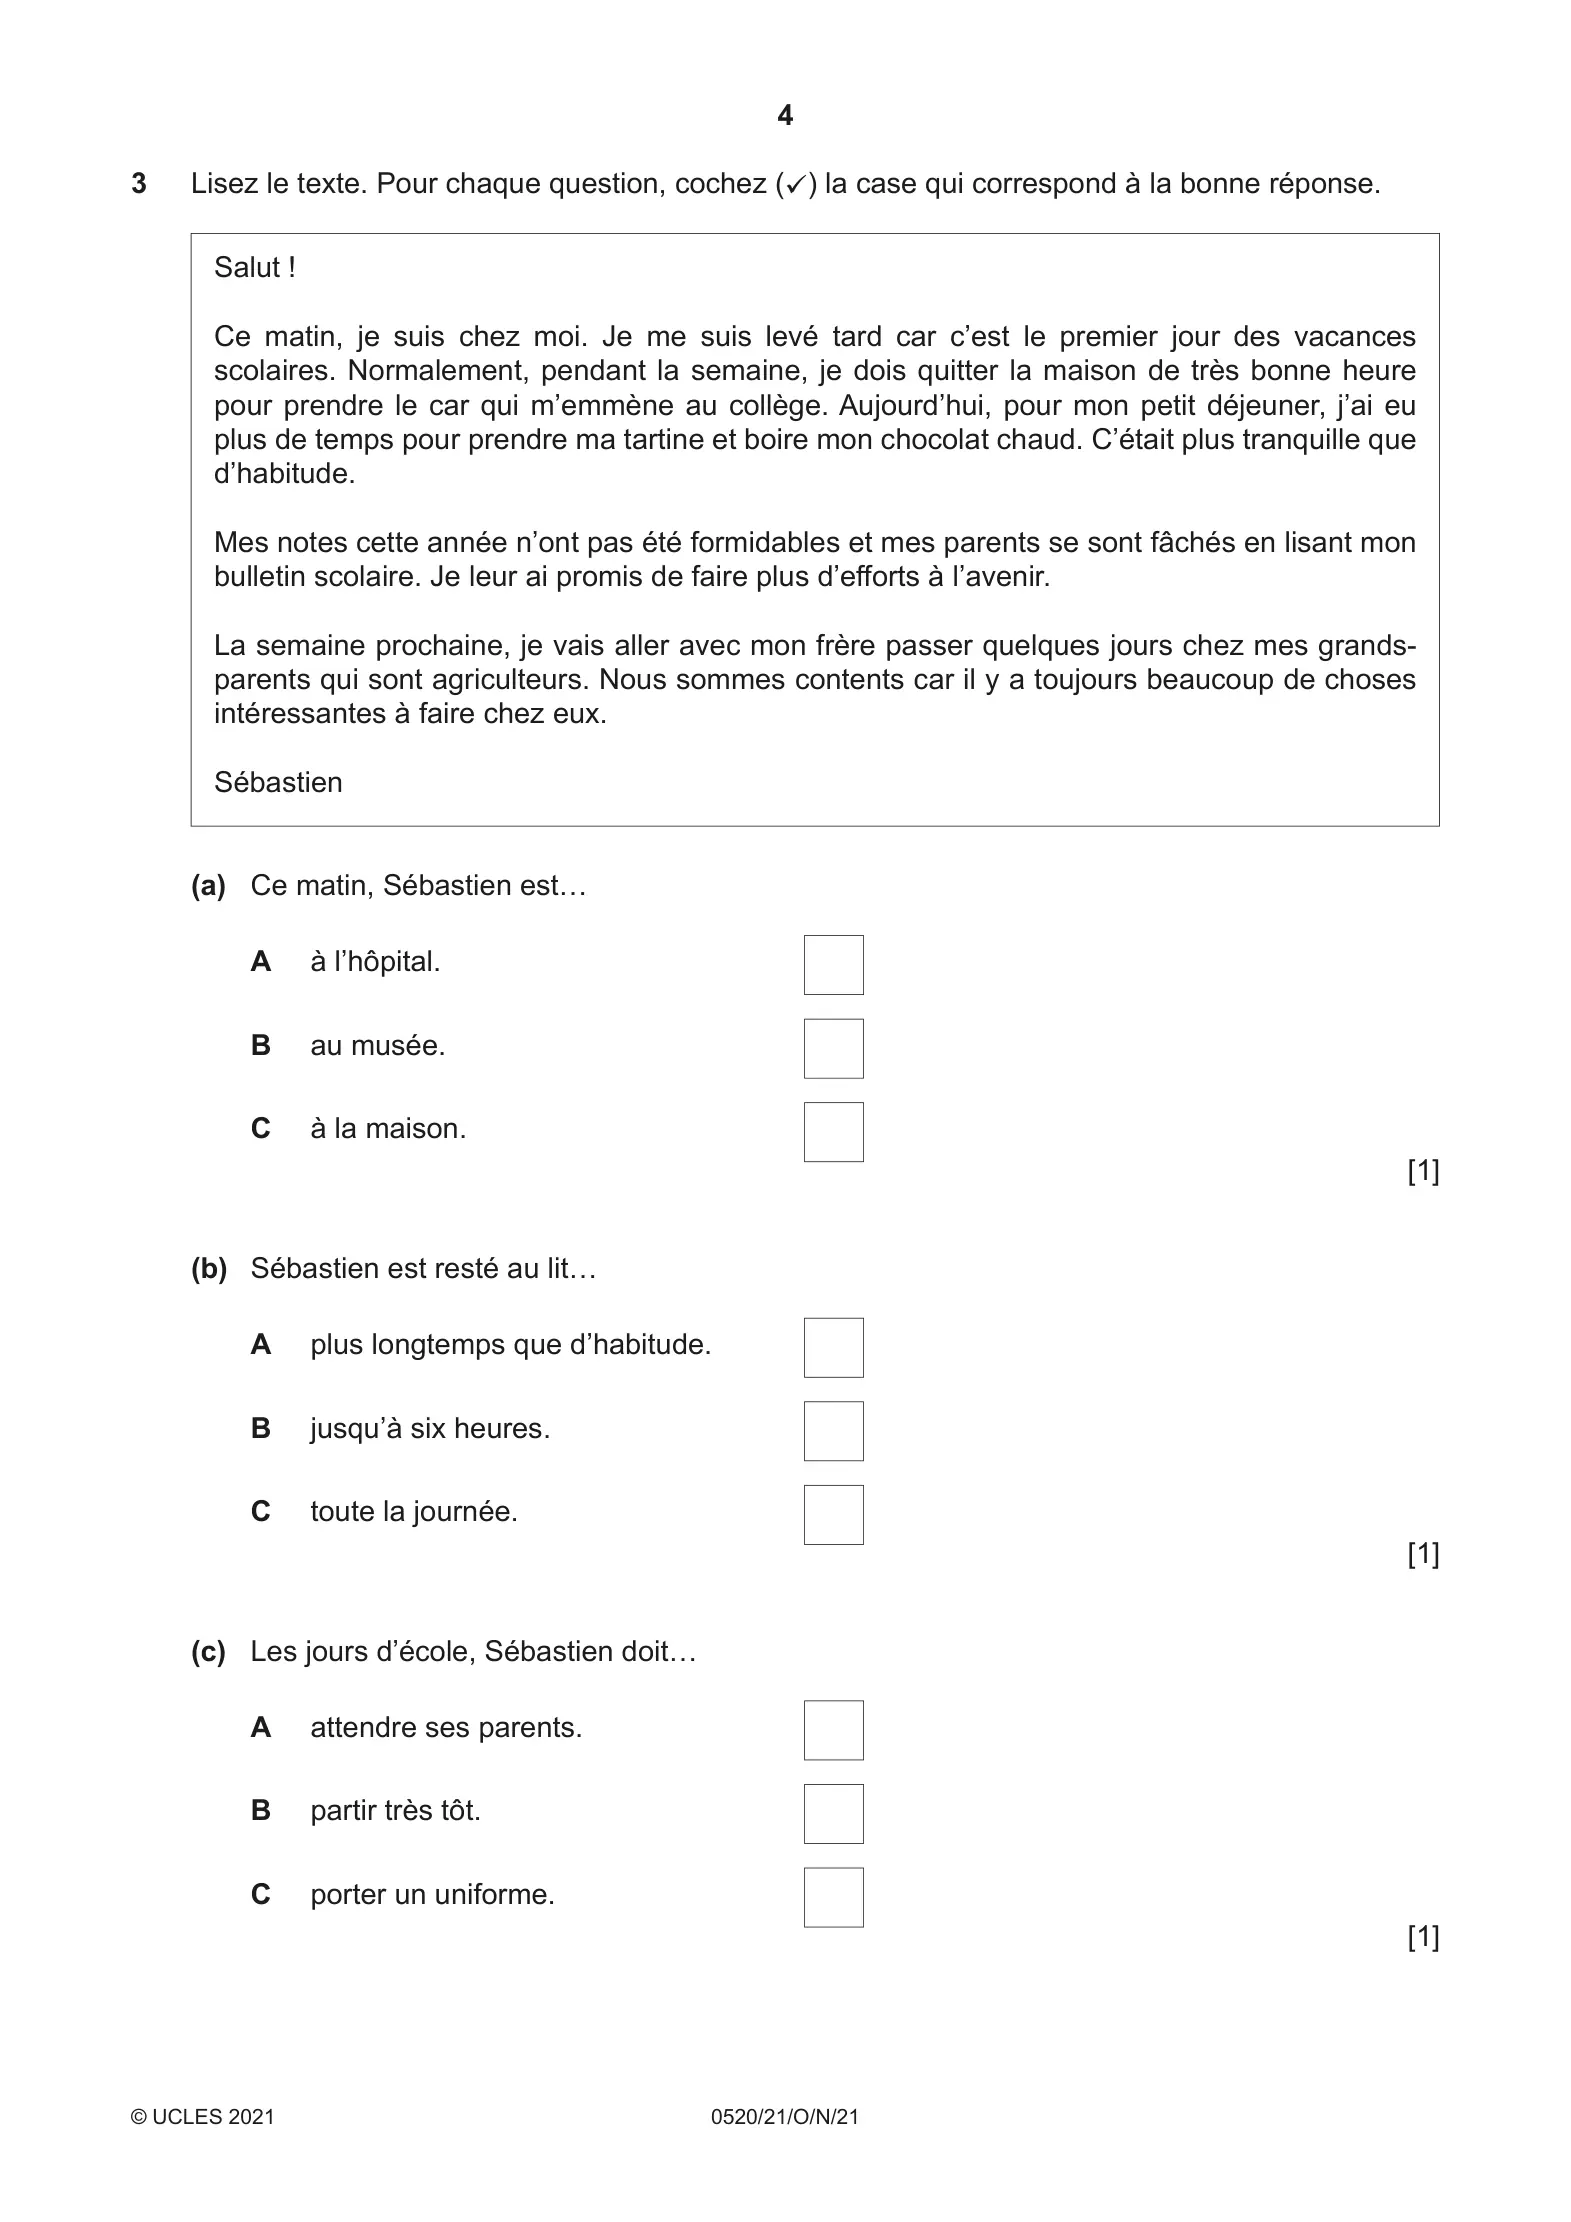 4
3 Lisez le texte. Pour chaque question, cochez (✓) la case qui correspond à la bonne réponse.
Salut !
Ce matin, je suis chez moi. Je me suis levé tard car c’est le premier jour des vacances
scolaires. Normalement, pendant la semaine, je dois quitter la maison de très bonne heure
pour prendre le car qui m’emmène au collège. Aujourd’hui, pour mon petit déjeuner, j’ai eu
plus de temps pour prendre ma tartine et boire mon chocolat chaud. C’était plus tranquille que
d’habitude.
Mes notes cette année n’ont pas été formidables et mes parents se sont fâchés en lisant mon
bulletin scolaire. Je leur ai promis de faire plus d’efforts à l’avenir.
La semaine prochaine, je vais aller avec mon frère passer quelques jours chez mes grands-
parents qui sont agriculteurs. Nous sommes contents car il y a toujours beaucoup de choses
intéressantes à faire chez eux.
Sébastien
(a) Ce matin, Sébastien est…
A à l’hôpital.
B au musée.
C à la maison.
[1]
(b) Sébastien est resté au lit…
A plus longtemps que d’habitude.
B jusqu’à six heures.
C toute la journée.
[1]
(c) Les jours d’école, Sébastien doit…
A attendre ses parents.
B partir très tôt.
C porter un uniforme.
[1]
© UCLES 2021 0520/21/O/N/21